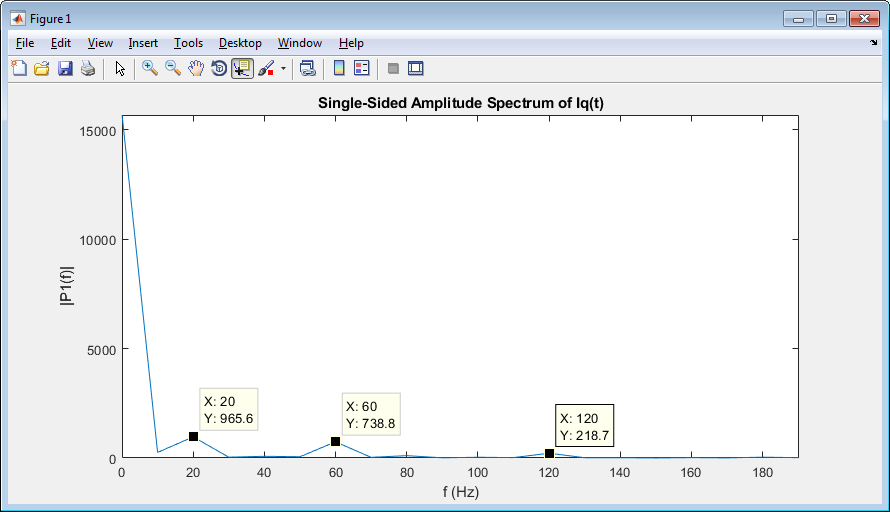 Figure 1
File Edit View Insert Tools Desktop Window Help
Single-Sided Amplitude Spectrum of Iq(t)
|P1(f)|
15000
10000
5000
0
X: 20
Y: 965.6
X: 60
Y: 738.8
X: 120
Y: 218.7
0 20 40 60 80 100 120 140 160 180
f (Hz)